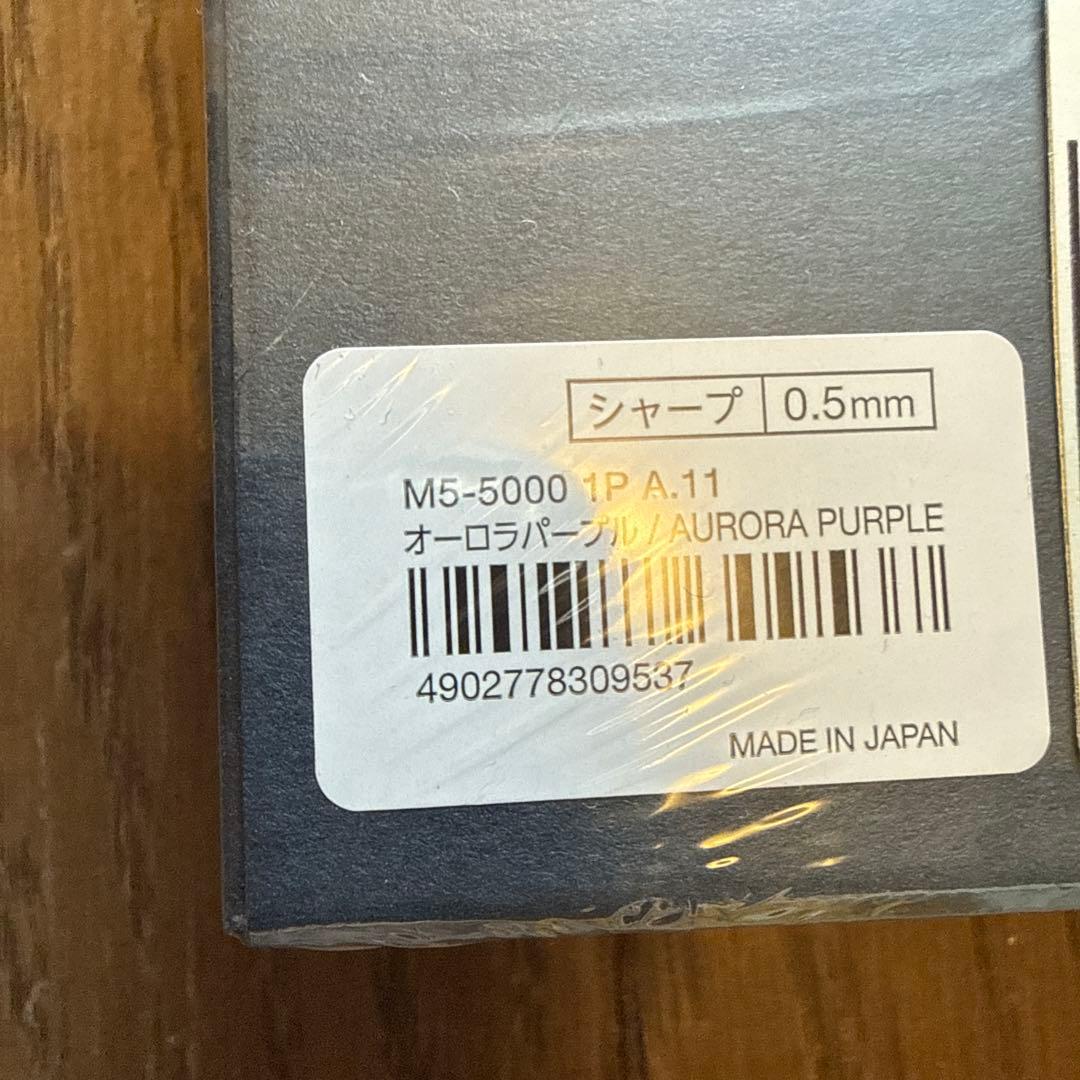 シャープ 0.5mm
M5-5000 1P A.11
オーロラパープル / AURORA PURPLE
4902778309537
MADE IN JAPAN